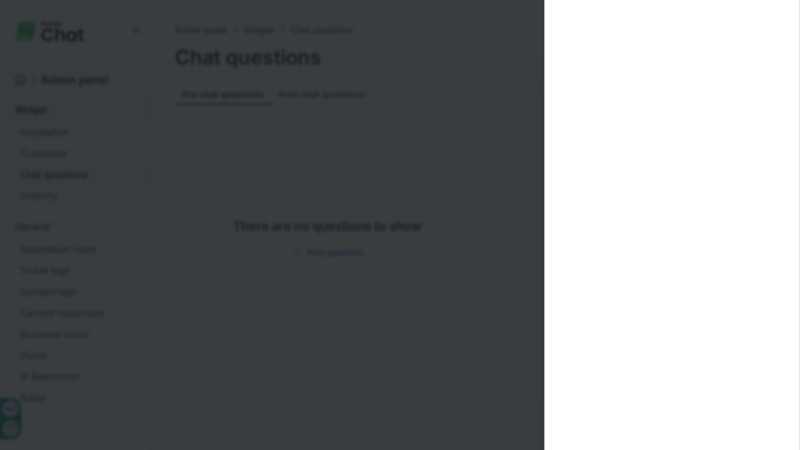 Chat
Admin panel / Widget / Chat questions
Chat questions
/ Admin panel
Pre chat questions Post chat questions
Widget
Installation
Customize
Chat questions
Visibility
There are no questions to show
General
+ Add question
Automation rules
Ticket tags
Contact tags
Canned responses
Business hours
Views
IP Restriction
Roles